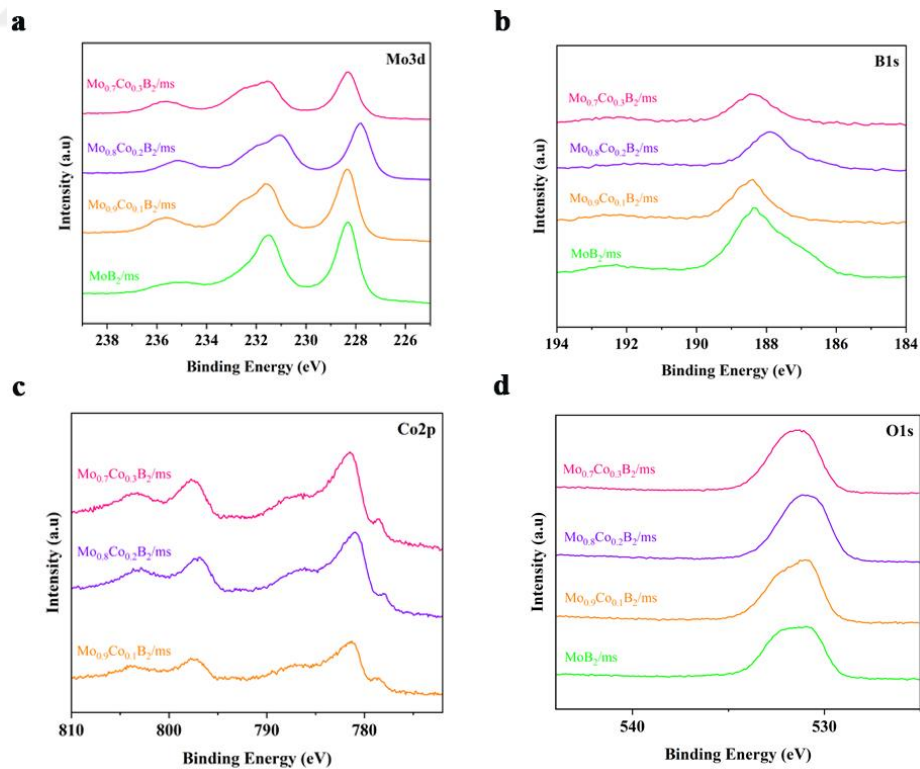 a
Mo3d
Mo₀.₇Co₀.₃B₂/ms
Mo₀.₈Co₀.₂B₂/ms
Mo₀.₉Co₀.₁B₂/ms
MoB₂/ms
Intensity (a.u)
238 236 234 232 230 228 226
Binding Energy (eV)
b
B1s
Mo₀.₇Co₀.₃B₂/ms
Mo₀.₈Co₀.₂B₂/ms
Mo₀.₉Co₀.₁B₂/ms
MoB₂/ms
Intensity (a.u)
194 192 190 188 186 184
Binding Energy (eV)
c
Co2p
Mo₀.₇Co₀.₃B₂/ms
Mo₀.₈Co₀.₂B₂/ms
Mo₀.₉Co₀.₁B₂/ms
Intensity (a.u)
810 800 790 780
Binding Energy (eV)
d
O1s
Mo₀.₇Co₀.₃B₂/ms
Mo₀.₈Co₀.₂B₂/ms
Mo₀.₉Co₀.₁B₂/ms
MoB₂/ms
Intensity (a.u)
540 530
Binding Energy (eV)